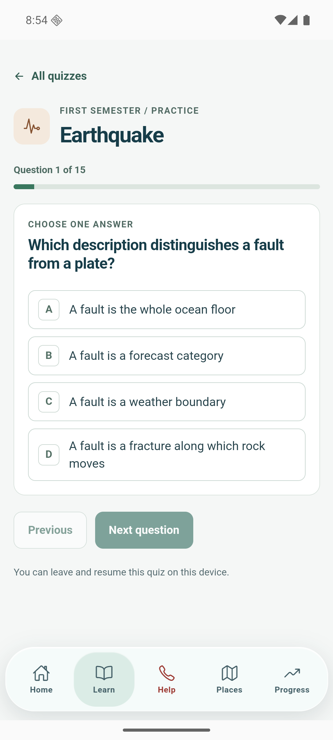 8:54
All quizzes
FIRST SEMESTER / PRACTICE
Earthquake
Question 1 of 15
CHOOSE ONE ANSWER
Which description distinguishes a fault
from a plate?
A A fault is the whole ocean floor
B A fault is a forecast category
C A fault is a weather boundary
D A fault is a fracture along which rock
moves
Previous Next question
You can leave and resume this quiz on this device.
Home Learn Help Places Progress